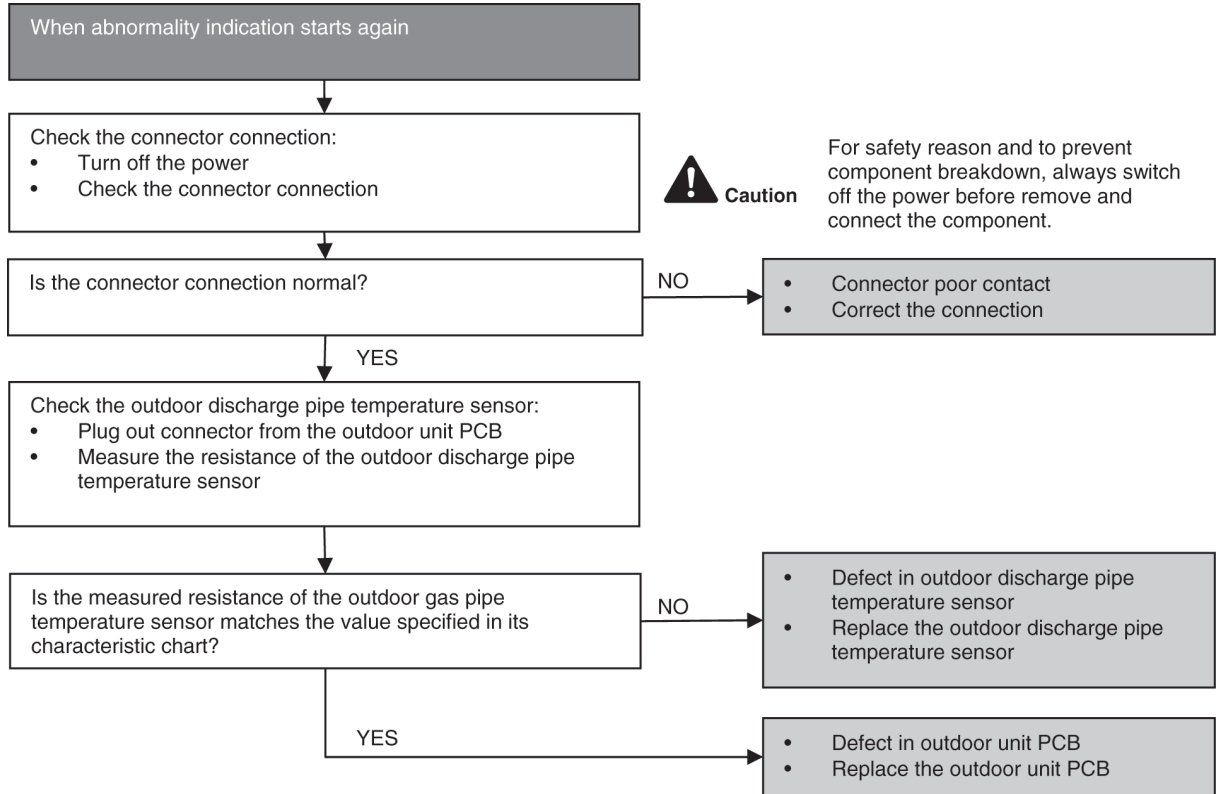 When abnormality indication starts again
Check the connector connection:
• Turn off the power
• Check the connector connection
Caution
For safety reason and to prevent
component breakdown, always switch
off the power before remove and
connect the component.
Is the connector connection normal?
NO
• Connector poor contact
• Correct the connection
YES
Check the outdoor discharge pipe temperature sensor:
• Plug out connector from the outdoor unit PCB
• Measure the resistance of the outdoor discharge pipe
temperature sensor
Is the measured resistance of the outdoor gas pipe
temperature sensor matches the value specified in its
characteristic chart?
NO
• Defect in outdoor discharge pipe
temperature sensor
• Replace the outdoor discharge pipe
temperature sensor
YES
• Defect in outdoor unit PCB
• Replace the outdoor unit PCB